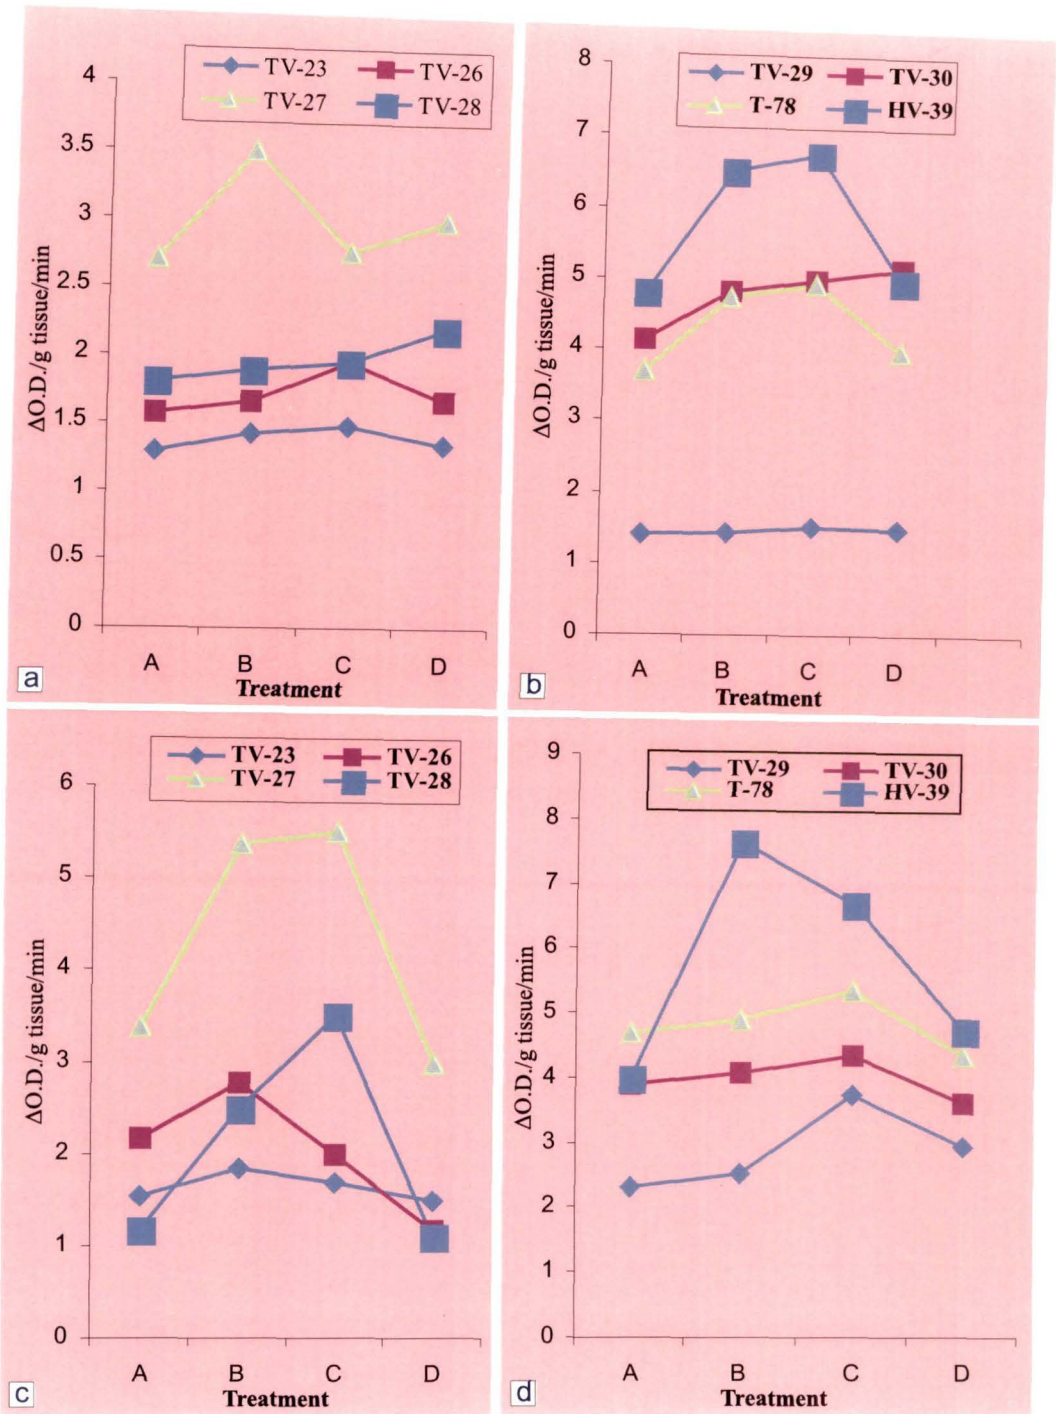 TV-23 TV-26
TV-27 TV-28
4
3.5
3
2.5
2
1.5
1
0.5
0
ΔO.D./g tissue/min
A B C D
Treatment
a
TV-29 TV-30
T-78 HV-39
8
7
6
5
4
3
2
1
0
ΔO.D./g tissue/min
A B C D
Treatment
b
TV-23 TV-26
TV-27 TV-28
6
5
4
3
2
1
0
ΔO.D./g tissue/min
A B C D
Treatment
c
TV-29 TV-30
T-78 HV-39
9
8
7
6
5
4
3
2
1
0
ΔO.D./g tissue/min
A B C D
Treatment
d